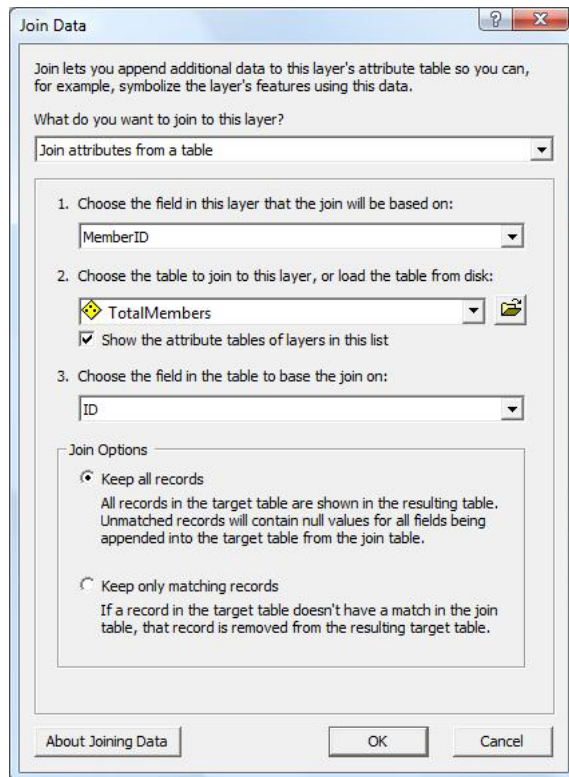 Join Data
Join lets you append additional data to this layer's attribute table so you can,
for example, symbolize the layer's features using this data.
What do you want to join to this layer?
Join attributes from a table
1. Choose the field in this layer that the join will be based on:
MemberID
2. Choose the table to join to this layer, or load the table from disk:
TotalMembers
Show the attribute tables of layers in this list
3. Choose the field in the table to base the join on:
ID
Join Options
Keep all records
All records in the target table are shown in the resulting table.
Unmatched records will contain null values for all fields being
appended into the target table from the join table.
Keep only matching records
If a record in the target table doesn't have a match in the join
table, that record is removed from the resulting target table.
About Joining Data OK Cancel